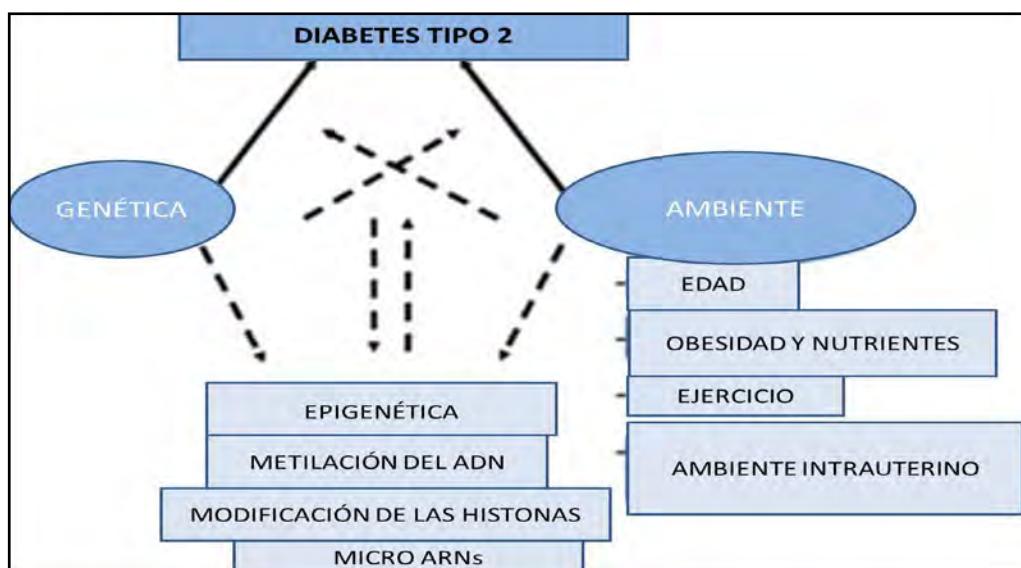 DIABETES TIPO 2
GENÉTICA
AMBIENTE
EDAD
OBESIDAD Y NUTRIENTES
EJERCICIO
AMBIENTE INTRAUTERINO
EPIGENÉTICA
METILACIÓN DEL ADN
MODIFICACIÓN DE LAS HISTONAS
MICRO ARNs